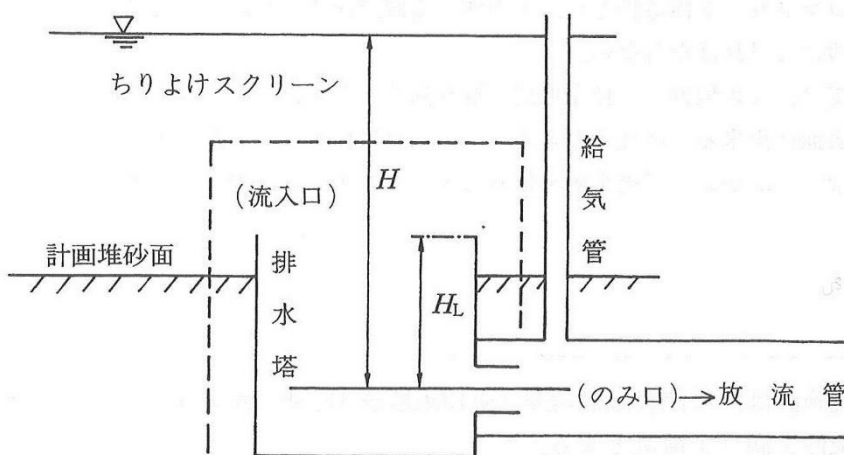 ちりよけスクリーン
H
給気管
(流入口)
計画堆砂面
排水塔
H_L
(のみ口)→放流管